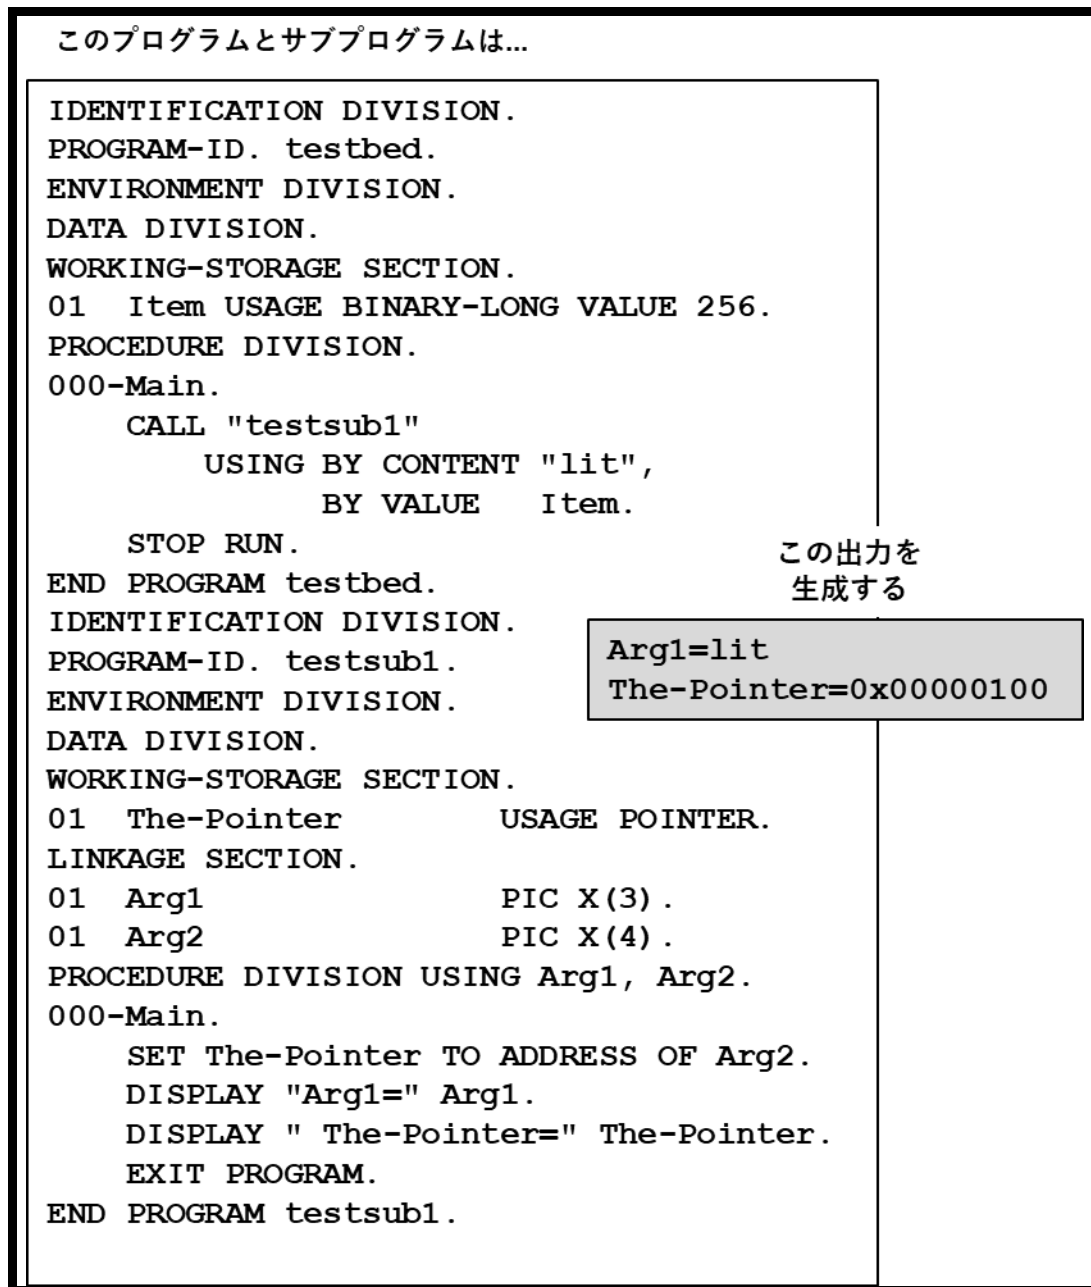 このプログラムとサブプログラムは...
IDENTIFICATION DIVISION.
PROGRAM-ID. testbed.
ENVIRONMENT DIVISION.
DATA DIVISION.
WORKING-STORAGE SECTION.
01  Item USAGE BINARY-LONG VALUE 256.
PROCEDURE DIVISION.
000-Main.
    CALL "testsub1"
        USING BY CONTENT "lit",
              BY VALUE   Item.
    STOP RUN.
END PROGRAM testbed.
IDENTIFICATION DIVISION.
PROGRAM-ID. testsub1.
ENVIRONMENT DIVISION.
DATA DIVISION.
WORKING-STORAGE SECTION.
01  The-Pointer        USAGE POINTER.
LINKAGE SECTION.
01  Arg1               PIC X(3).
01  Arg2               PIC X(4).
PROCEDURE DIVISION USING Arg1, Arg2.
000-Main.
    SET The-Pointer TO ADDRESS OF Arg2.
    DISPLAY "Arg1=" Arg1.
    DISPLAY " The-Pointer=" The-Pointer.
    EXIT PROGRAM.
END PROGRAM testsub1.
この出力を
生成する
Arg1=lit
The-Pointer=0x00000100